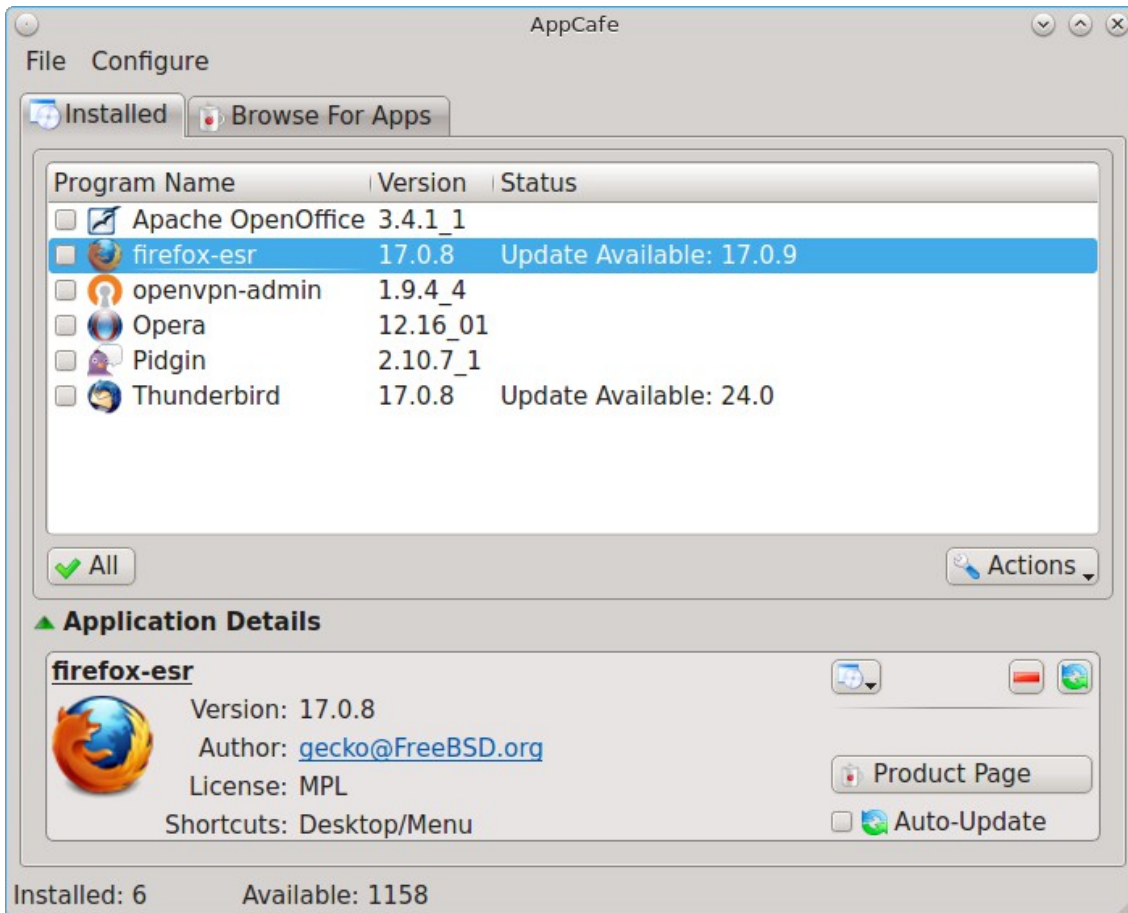 AppCafe
File Configure
Installed Browse For Apps
Program Name Version Status
Apache OpenOffice 3.4.1_1
firefox-esr 17.0.8 Update Available: 17.0.9
openvpn-admin 1.9.4_4
Opera 12.16_01
Pidgin 2.10.7_1
Thunderbird 17.0.8 Update Available: 24.0
All Actions
Application Details
firefox-esr
Version: 17.0.8
Author: gecko@FreeBSD.org
License: MPL
Product Page
Shortcuts: Desktop/Menu
Auto-Update
Installed: 6 Available: 1158